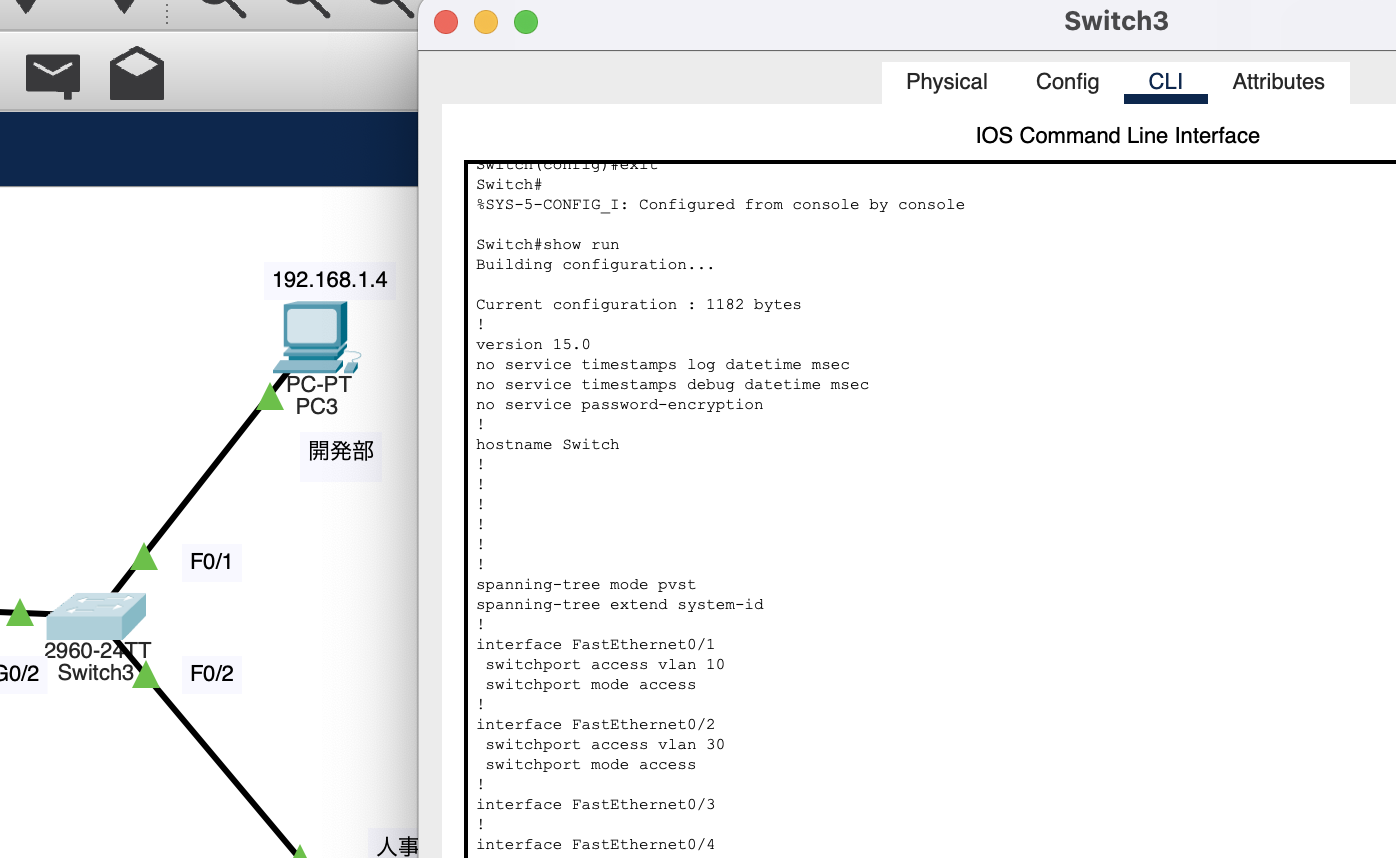 192.168.1.4
PC-PT
PC3
開発部
F0/1
2960-24TT
Switch3
G0/2
F0/2
人事
Switch3
Physical
Config
CLI
Attributes
IOS Command Line Interface
Switch(config)#exit
Switch#
%SYS-5-CONFIG_I: Configured from console by console
Switch#show run
Building configuration...
Current configuration : 1182 bytes
!
version 15.0
no service timestamps log datetime msec
no service timestamps debug datetime msec
no service password-encryption
!
hostname Switch
!
!
!
!
!
!
spanning-tree mode pvst
spanning-tree extend system-id
!
interface FastEthernet0/1
switchport access vlan 10
switchport mode access
!
interface FastEthernet0/2
switchport access vlan 30
switchport mode access
!
interface FastEthernet0/3
!
interface FastEthernet0/4